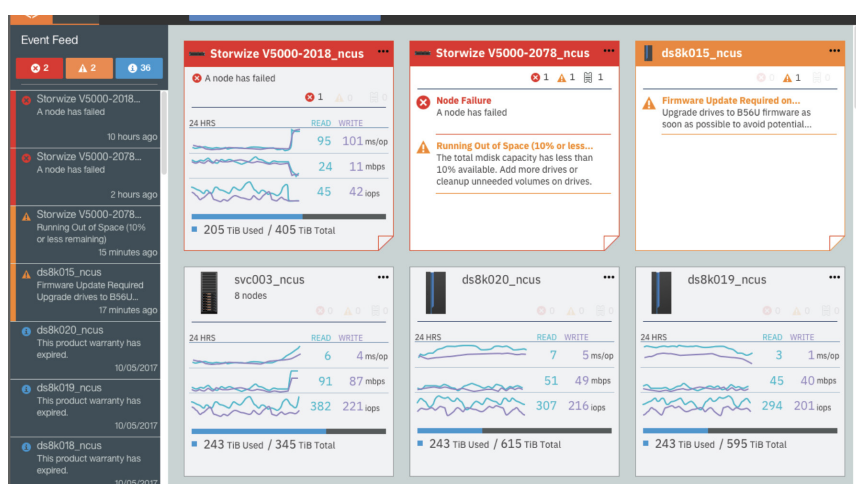 Event Feed
2
2
36
Storwize V5000-2018...
A node has failed
10 hours ago
Storwize V5000-2078...
A node has failed
2 hours ago
Storwize V5000-2078...
Running Out of Space (10%
or less remaining)
15 minutes ago
ds8k015_ncus
Firmware Update Required
Upgrade drives to B56U...
17 minutes ago
ds8k020_ncus
This product warranty has
expired.
10/05/2017
ds8k019_ncus
This product warranty has
expired.
10/05/2017
ds8k018_ncus
This product warranty has
expired.
10/05/2017
Storwize V5000-2018_ncus
A node has failed
1 0 0
24 HRS READ WRITE
95 101 ms/op
24 11 mbps
45 42 iops
205 TiB Used / 405 TiB Total
Storwize V5000-2078_ncus
1 1 1
Node Failure
A node has failed
Running Out of Space (10% or less...
The total mdisk capacity has less than
10% available. Add more drives or
cleanup unneeded volumes on drives.
ds8k015_ncus
0 1 0
Firmware Update Required on...
Upgrade drives to B56U firmware as
soon as possible to avoid potential...
svc003_ncus
8 nodes
0 0 0
24 HRS READ WRITE
6 4 ms/op
91 87 mbps
382 221 iops
243 TiB Used / 345 TiB Total
ds8k020_ncus
0 0 0
24 HRS READ WRITE
7 5 ms/op
51 49 mbps
307 216 iops
243 TiB Used / 615 TiB Total
ds8k019_ncus
0 0 0
24 HRS READ WRITE
3 1 ms/op
45 40 mbps
294 201 iops
243 TiB Used / 595 TiB Total